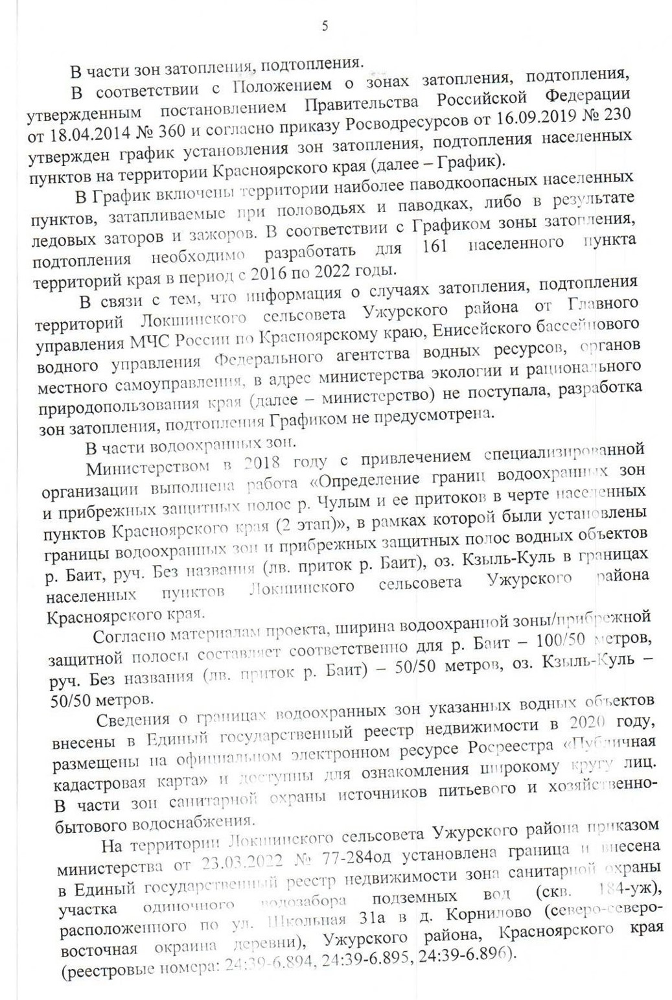 5
В части зон затопления, подтопления.
В соответствии с Положением о зонах затопления, подтопления,
утвержденным постановлением Правительства Российской Федерации
от 18.04.2014 № 360 и согласно приказу Росводресурсов от 16.09.2019 № 230
утвержден график установления зон затопления, подтопления населенных
пунктов на территории Красноярского края (далее – График).
В График включены территории наиболее паводкоопасных населенных
пунктов, затапливаемые при половодьях и паводках, либо в результате
ледовых заторов и зажоров. В соответствии с Графиком зоны затопления,
подтопления необходимо разработать для 161 населенного пункта
территорий края в период с 2016 по 2022 годы.
В связи с тем, что информация о случаях затопления, подтопления
территорий Локшинского сельсовета Ужурского района от Главного
управления МЧС России по Красноярскому краю, Енисейского бассейнового
водного управления Федерального агентства водных ресурсов, органов
местного самоуправления, в адрес министерства экологии и рационального
природопользования края (далее – министерство) не поступала, разработка
зон затопления, подтопления Графиком не предусмотрена.
В части водоохранных зон.
Министерством в 2018 году с привлечением специализированной
организации выполнена работа «Определение границ водоохранных зон
и прибрежных защитных полос р. Чулым и ее притоков в черте населенных
пунктов Красноярского края (2 этап)», в рамках которой были установлены
границы водоохранных зон и прибрежных защитных полос водных объектов
р. Баит, руч. Без названия (лв. приток р. Баит), оз. Кзыль-Куль в границах
населенных пунктов Локшинского сельсовета Ужурского района
Красноярского края.
Согласно материалам проекта, ширина водоохранной зоны/прибрежной
защитной полосы составляет соответственно для р. Баит – 100/50 метров,
руч. Без названия (лв. приток р. Баит) – 50/50 метров, оз. Кзыль-Куль –
50/50 метров.
Сведения о границах водоохранных зон указанных водных объектов
внесены в Единый государственный реестр недвижимости в 2020 году,
размещены на официальном электронном ресурсе Росреестра «Публичная
кадастровая карта» и доступны для ознакомления широкому кругу лиц.
В части зон санитарной охраны источников питьевого и хозяйственно-
бытового водоснабжения.
На территории Локшинского сельсовета Ужурского района приказом
министерства от 23.03.2022 № 77-284од установлена граница и внесена
в Единый государственный реестр недвижимости зона санитарной охраны
участка одиночного водозабора подземных вод (скв. 184-уж),
расположенного по ул. Школьная 31а в д. Корнилово (северо-северо-
восточная окраина деревни), Ужурского района, Красноярского края
(реестровые номера: 24:39-6.894, 24:39-6.895, 24:39-6.896).